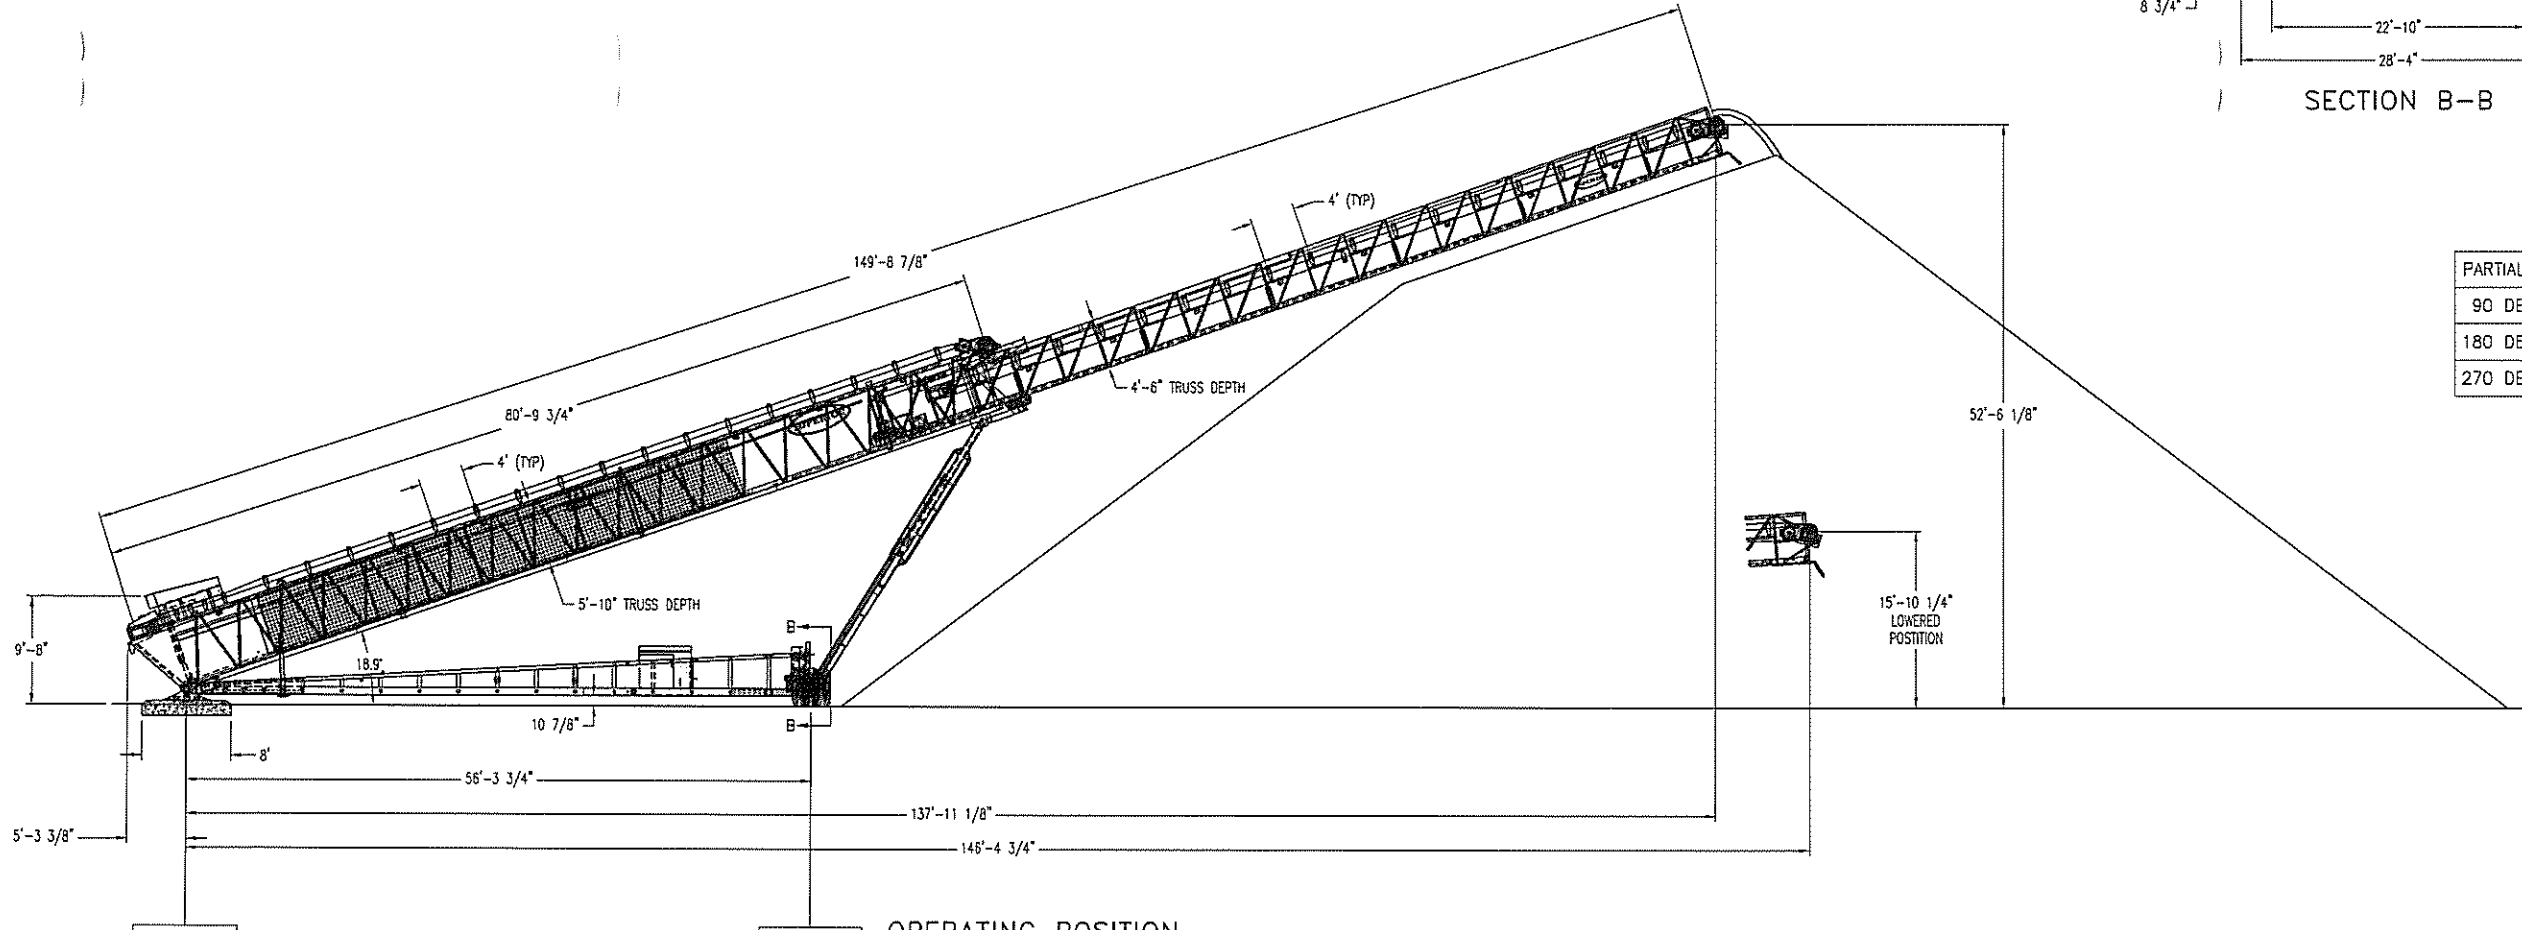 8 3/4"
22'-10"
28'-4"
SECTION B-B
4' (TYP)
149'-8 7/8"
PARTIAL
90 DE
180 DE
270 DE
4'-6" TRUSS DEPTH
80'-9 3/4"
52'-6 1/8"
SUPERIOR
4' (TYP)
5'-10" TRUSS DEPTH
15'-10 1/4"
LOWERED
POSTITION
9'-8"
B
18.9°
10 7/8"
B
8'
56'-3 3/4"
137'-11 1/8"
5'-3 3/8"
146'-4 3/4"
OPERATING POSITION